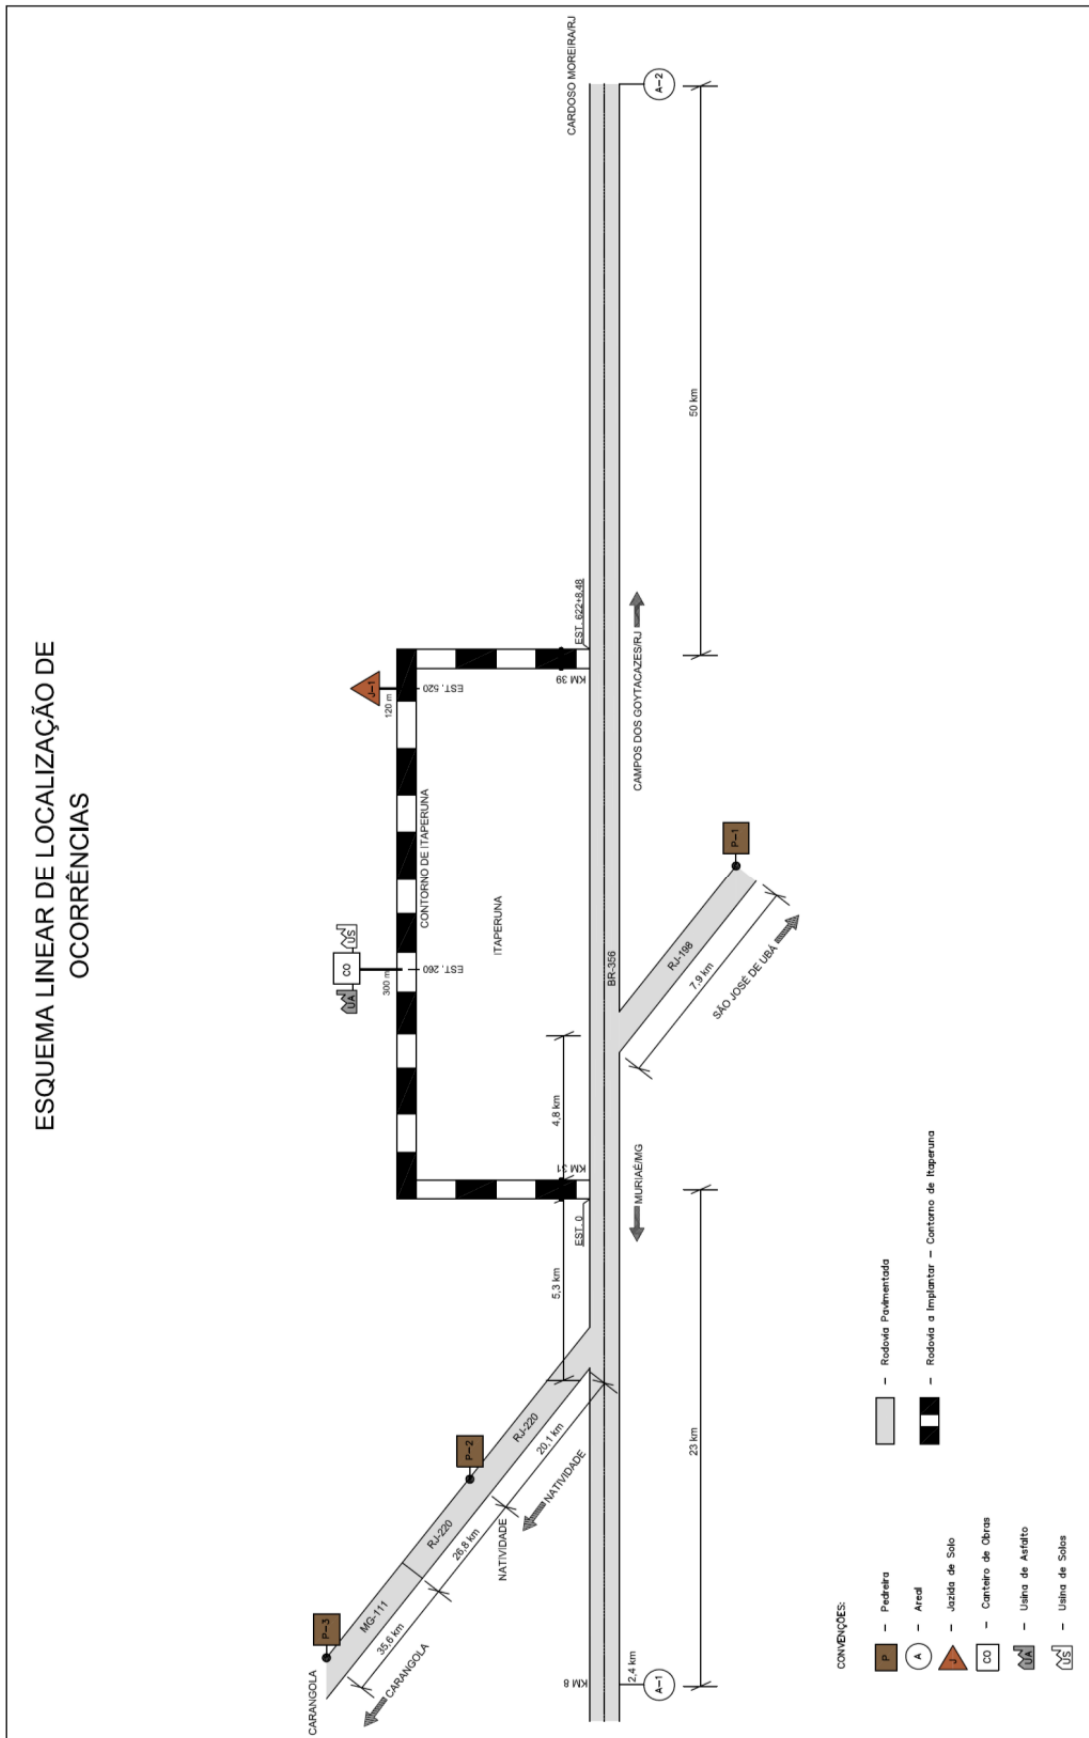 ESQUEMA LINEAR DE LOCALIZAÇÃO DE
OCORRÊNCIAS
CARANGOLA
P-3
MG-111
35,6 km
CARANGOLA
RJ-220
26,8 km
NATIVIDADE
P-2
RJ-220
20,1 km
NATIVIDADE
5,3 km
EST. 0
KM 31
4,8 km
UA
CO
US
300 m
EST. 260
CONTORNO DE ITAPERUNA
ITAPERUNA
J-1
120 m
EST. 520
KM 39
EST. 622+8,48
CARDOSO MOREIRA/RJ
KM 8
2,4 km
A-1
BR-356
MURIAÉ/MG
CAMPOS DOS GOYTACAZES/RJ
A-2
23 km
50 km
RJ-198
7,9 km
SÃO JOSÉ DE UBÁ
P-1
CONVENÇÕES:
P - Pedreira
A - Areal
J - Jazida de Solo
CO - Canteiro de Obras
UA - Usina de Asfalto
US - Usina de Solos
- Rodovia Pavimentada
- Rodovia a Implantar - Contorno de Itaperuna